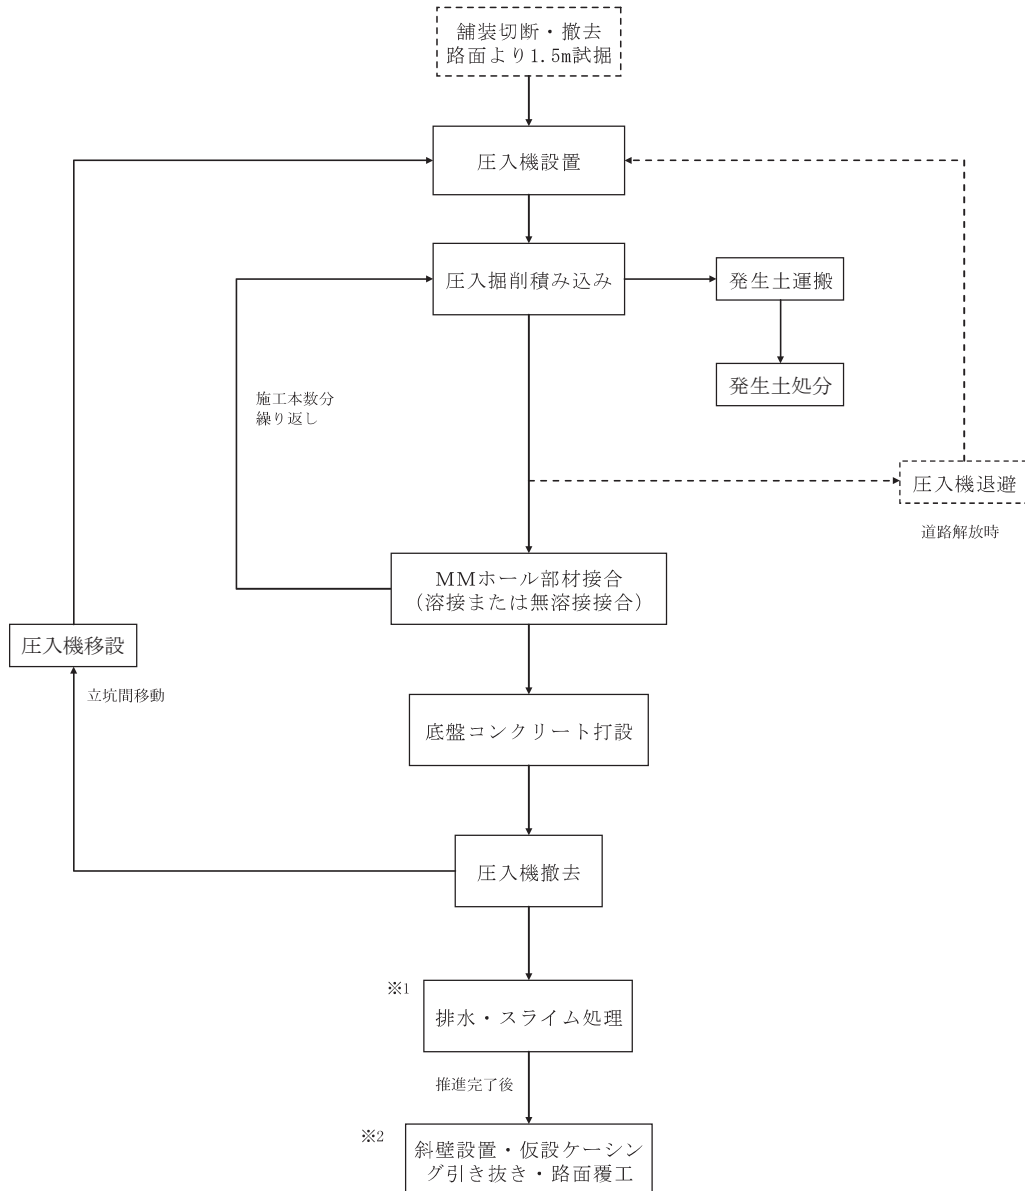 舗装切断・撤去
路面より1.5m試掘
圧入機設置
圧入掘削積み込み
発生土運搬
発生土処分
施工本数分
繰り返し
圧入機退避
道路解放時
MMホール部材接合
（溶接または無溶接接合）
圧入機移設
立坑間移動
底盤コンクリート打設
圧入機撤去
※1
排水・スライム処理
推進完了後
※2
斜壁設置・仮設ケーシン
グ引き抜き・路面覆工